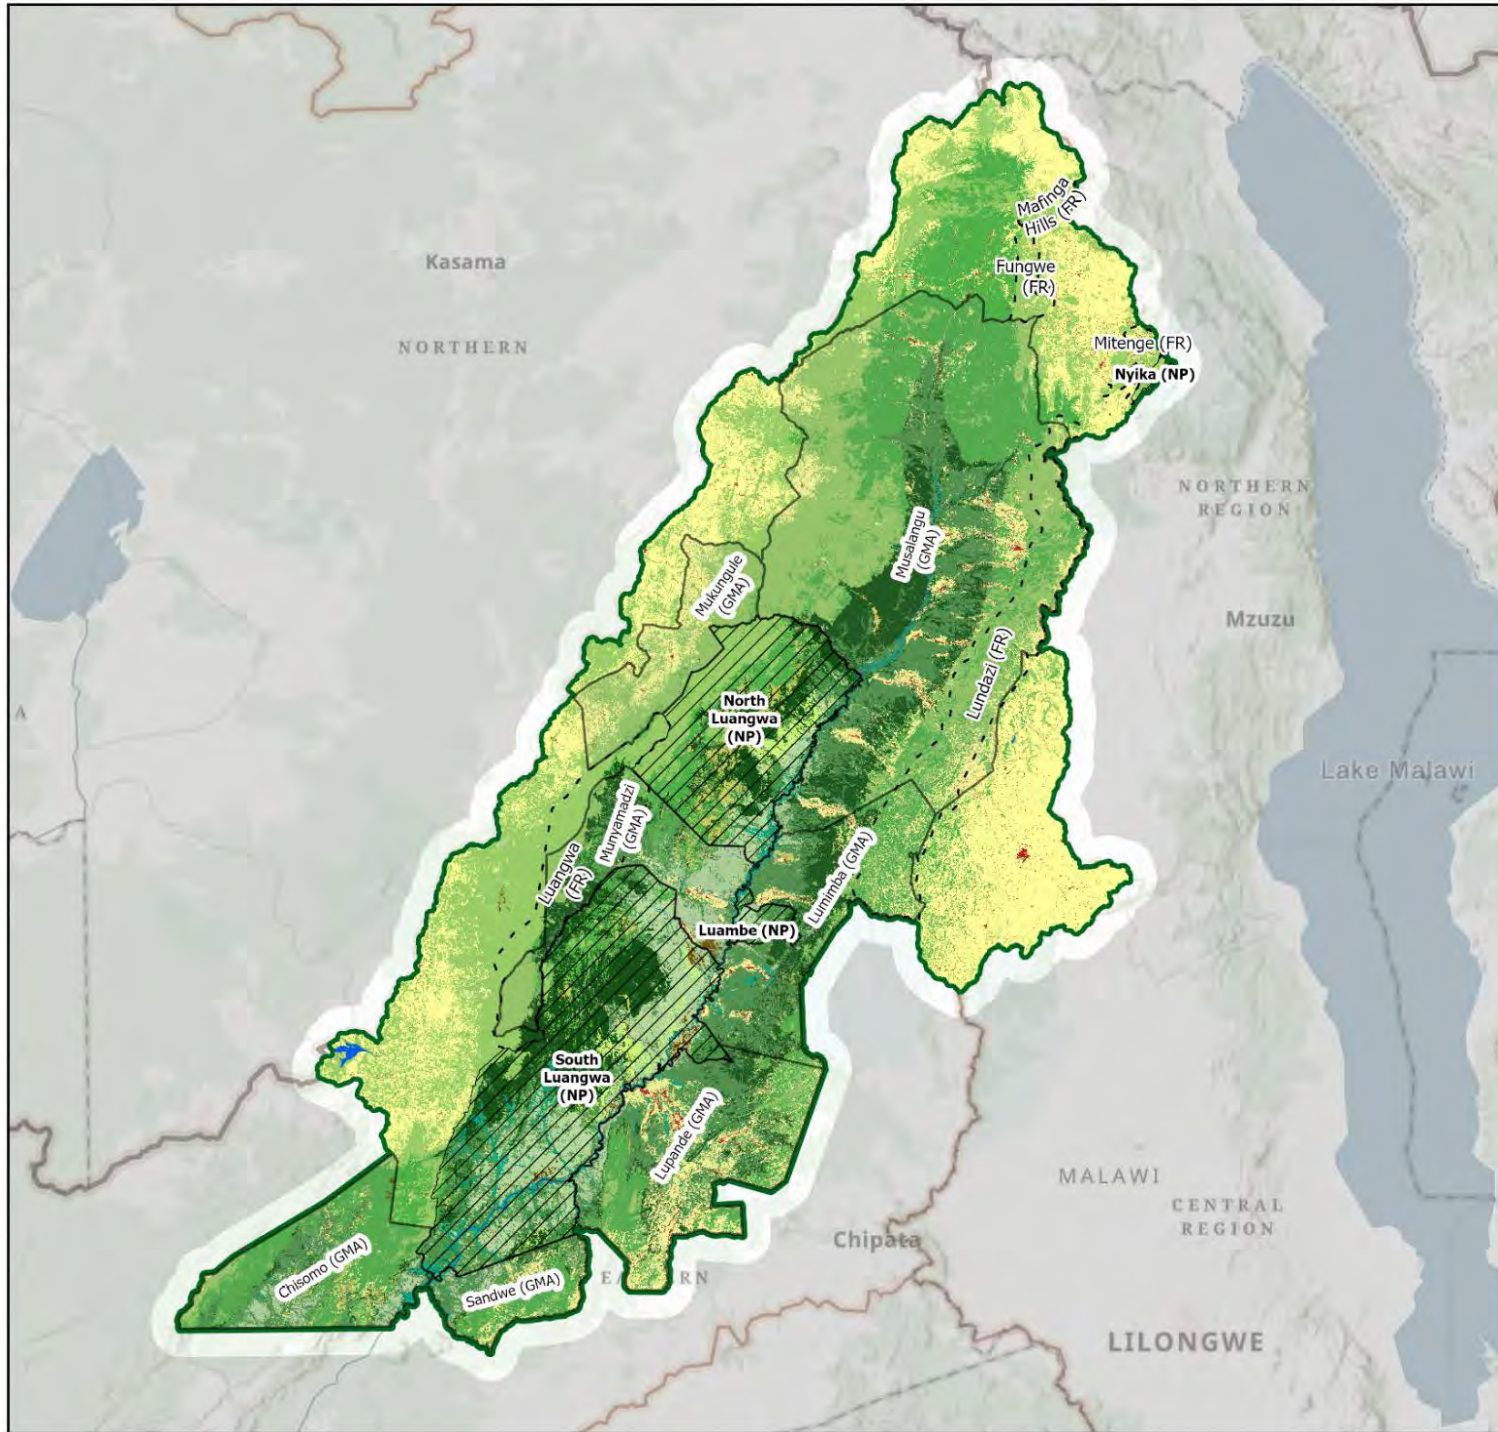 Mafinga
Hills (FR)
Kasama
Fungwe
(FR)
NORTHERN
Mitenge (FR)
Nyika (NP)
NORTHERN
REGION
Musalangu
(GMA)
Mukungule
(GMA)
Mzuzu
Lundazi (FR)
North
Luangwa
(NP)
A
Lake Malawi
Munyamadzi
(GMA)
Luangwa
(FR)
Lumimba (GMA)
Luambe (NP)
South
Luangwa
(NP)
Lupande (GMA)
MALAWI
CENTRAL
REGION
Chipata
Chisomo (GMA)
Sandwe (GMA)
LILONGWE